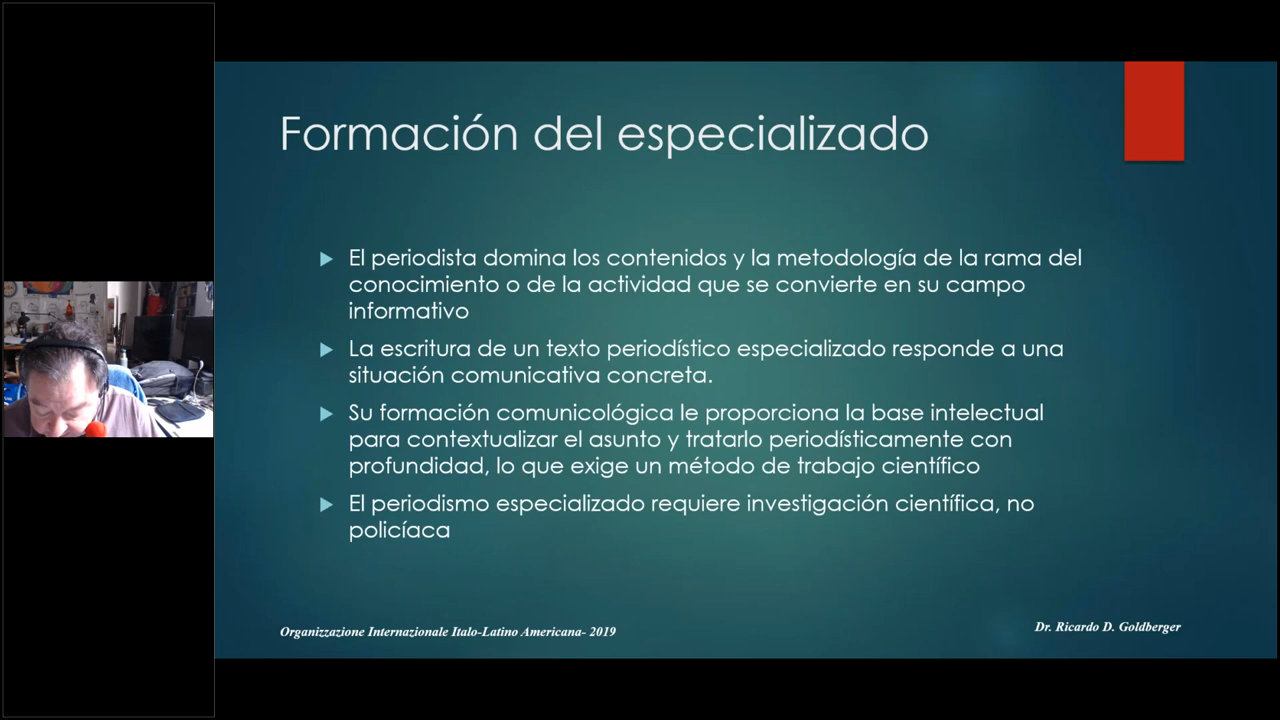 Formación del especializado
El periodista domina los contenidos y la metodología de la rama del
conocimiento o de la actividad que se convierte en su campo
informativo
La escritura de un texto periodístico especializado responde a una
situación comunicativa concreta.
Su formación comunicológica le proporciona la base intelectual
para contextualizar el asunto y tratarlo periodísticamente con
profundidad, lo que exige un método de trabajo científico
El periodismo especializado requiere investigación científica, no
policíaca
Organizzazione Internazionale Italo-Latino Americana- 2019
Dr. Ricardo D. Goldberger